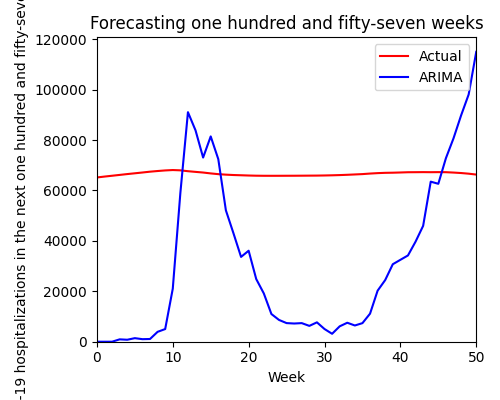 Forecasting one hundred and fifty-seven weeks
-19 hospitalizations in the next one hundred and fifty-seve
120000
100000
80000
60000
40000
20000
0
Actual
ARIMA
0 10 20 30 40 50
Week